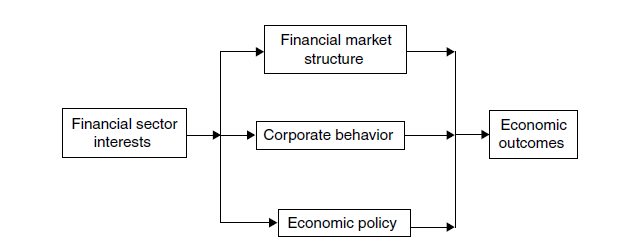 Financial market
structure
Financial sector
interests
Corporate behavior
Economic
outcomes
Economic policy